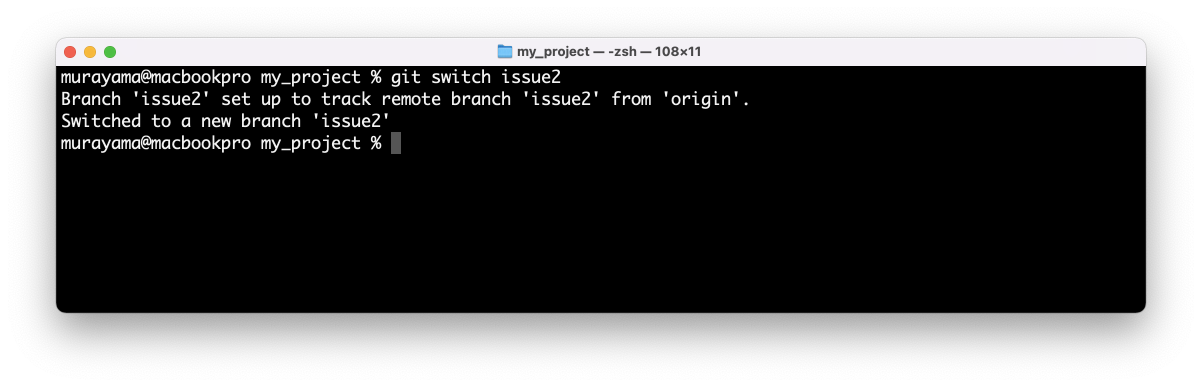 my_project — -zsh — 108×11
murayama@macbookpro my_project % git switch issue2
Branch 'issue2' set up to track remote branch 'issue2' from 'origin'.
Switched to a new branch 'issue2'
murayama@macbookpro my_project %